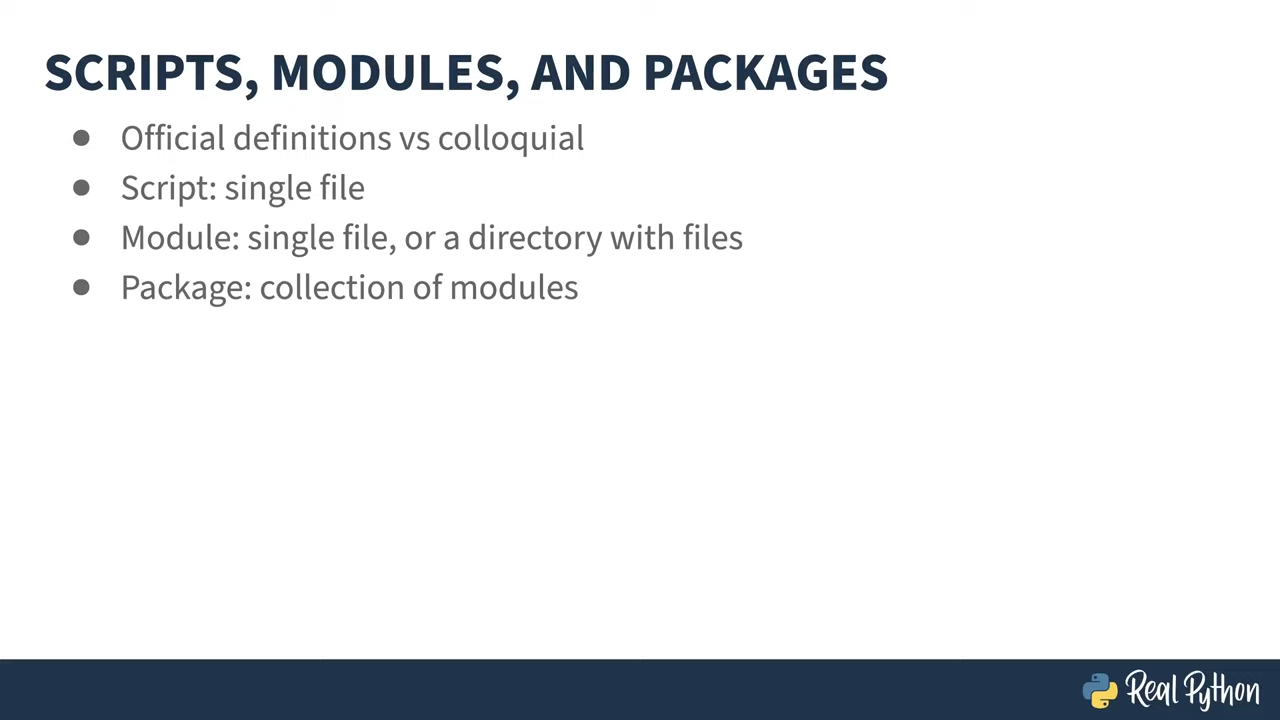 SCRIPTS, MODULES, AND PACKAGES
● Official definitions vs colloquial
● Script: single file
● Module: single file, or a directory with files
● Package: collection of modules
Real Python